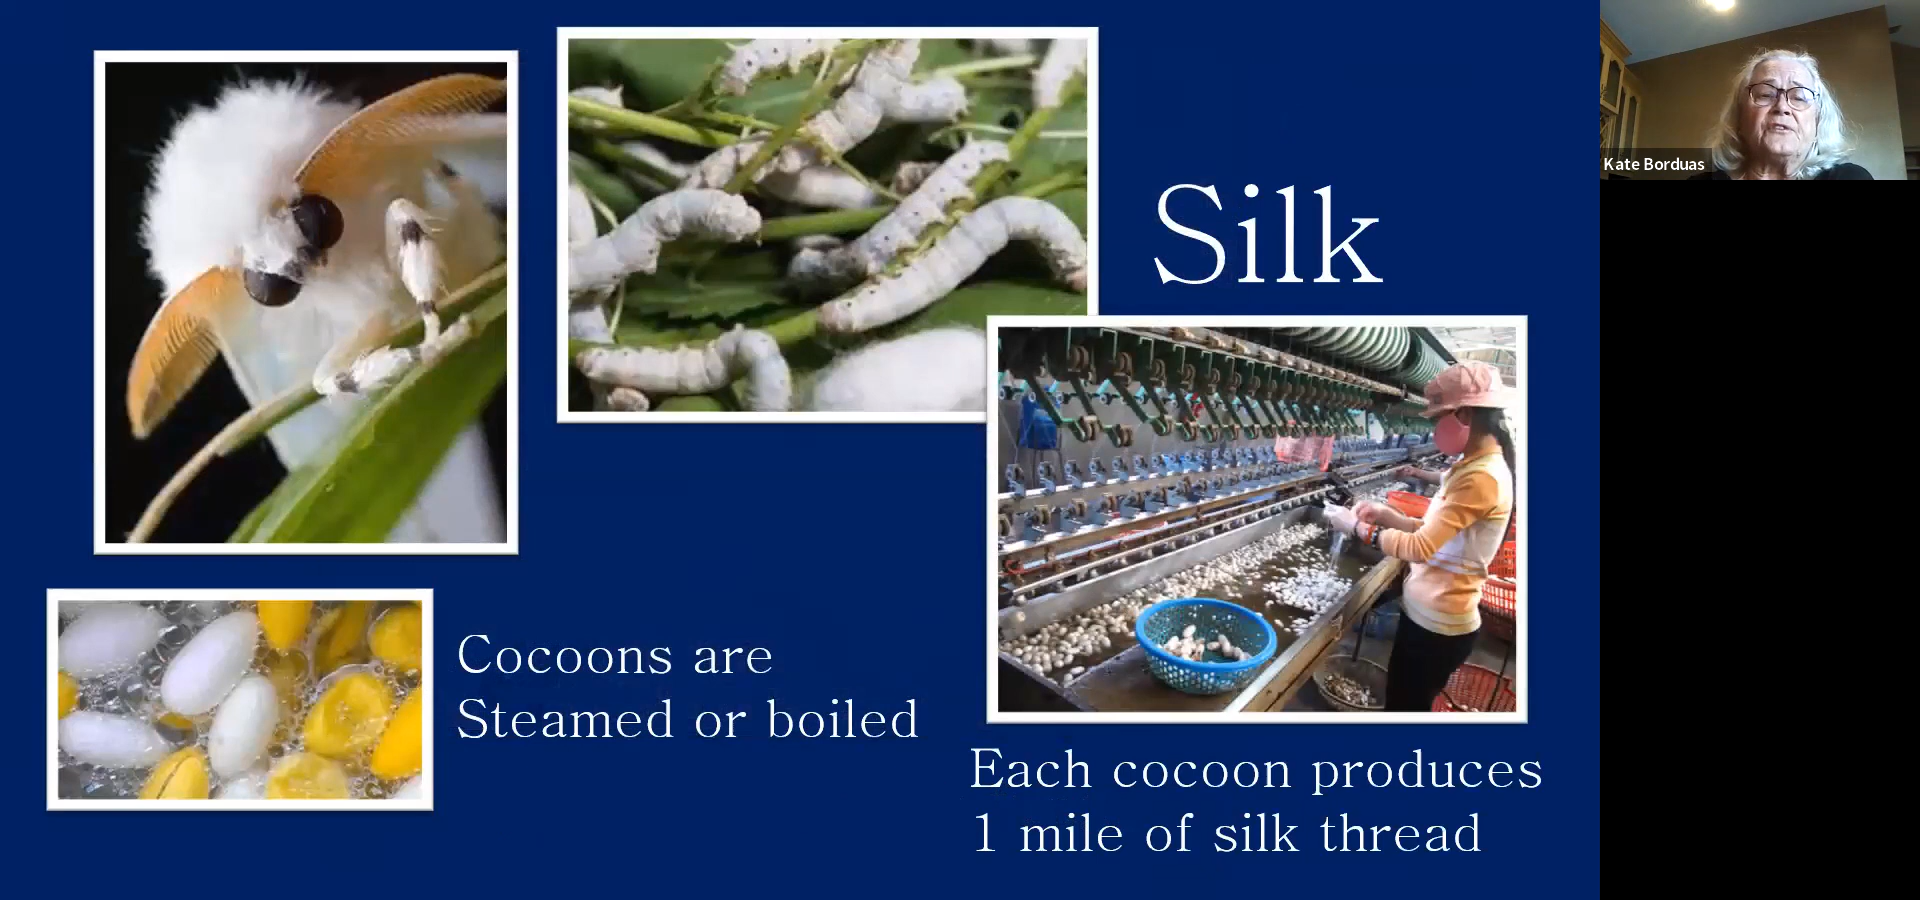 Silk
Kate Borduas
Cocoons are
Steamed or boiled
Each cocoon produces
1 mile of silk thread